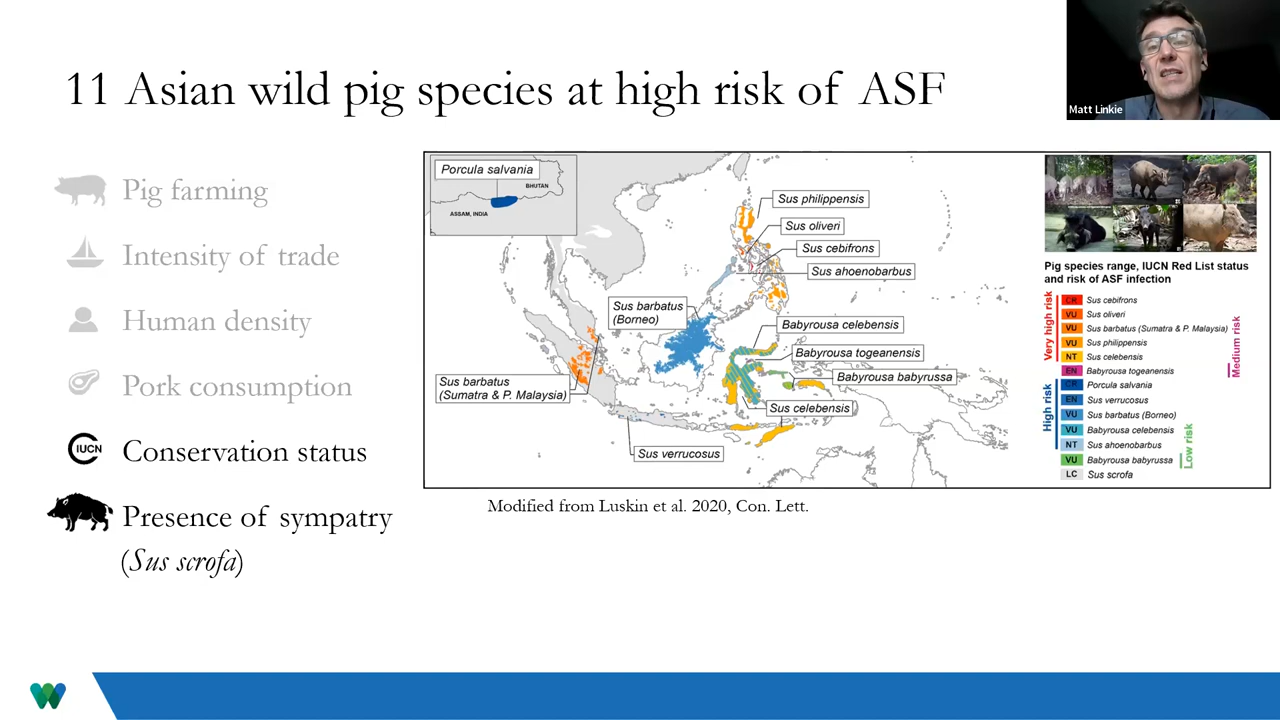 11 Asian wild pig species at high risk of ASF
Matt Linkie
Pig farming
Intensity of trade
Human density
Pork consumption
IUCN
Conservation status
Presence of sympatry
(Sus scrofa)
Porcula salvania
BHUTAN
ASSAM, INDIA
Sus philippensis
Sus oliveri
Sus cebifrons
Sus ahoenobarbus
Sus barbatus
(Borneo)
Babyrousa celebensis
Babyrousa togeanensis
Babyrousa babyrussa
Sus barbatus
(Sumatra & P. Malaysia)
Sus celebensis
Sus verrucosus
Pig species range, IUCN Red List status
and risk of ASF infection
Very high risk
High risk
CR Sus cebifrons
VU Sus oliveri
VU Sus barbatus (Sumatra & P. Malaysia)
VU Sus philippensis
NT Sus celebensis
EN Babyrousa togeanensis
CR Porcula salvania
EN Sus verrucosus
VU Sus barbatus (Borneo)
VU Babyrousa celebensis
NT Sus ahoenobarbus
VU Babyrousa babyrussa
LC Sus scrofa
Medium risk
Low risk
Modified from Luskin et al. 2020, Con. Lett.